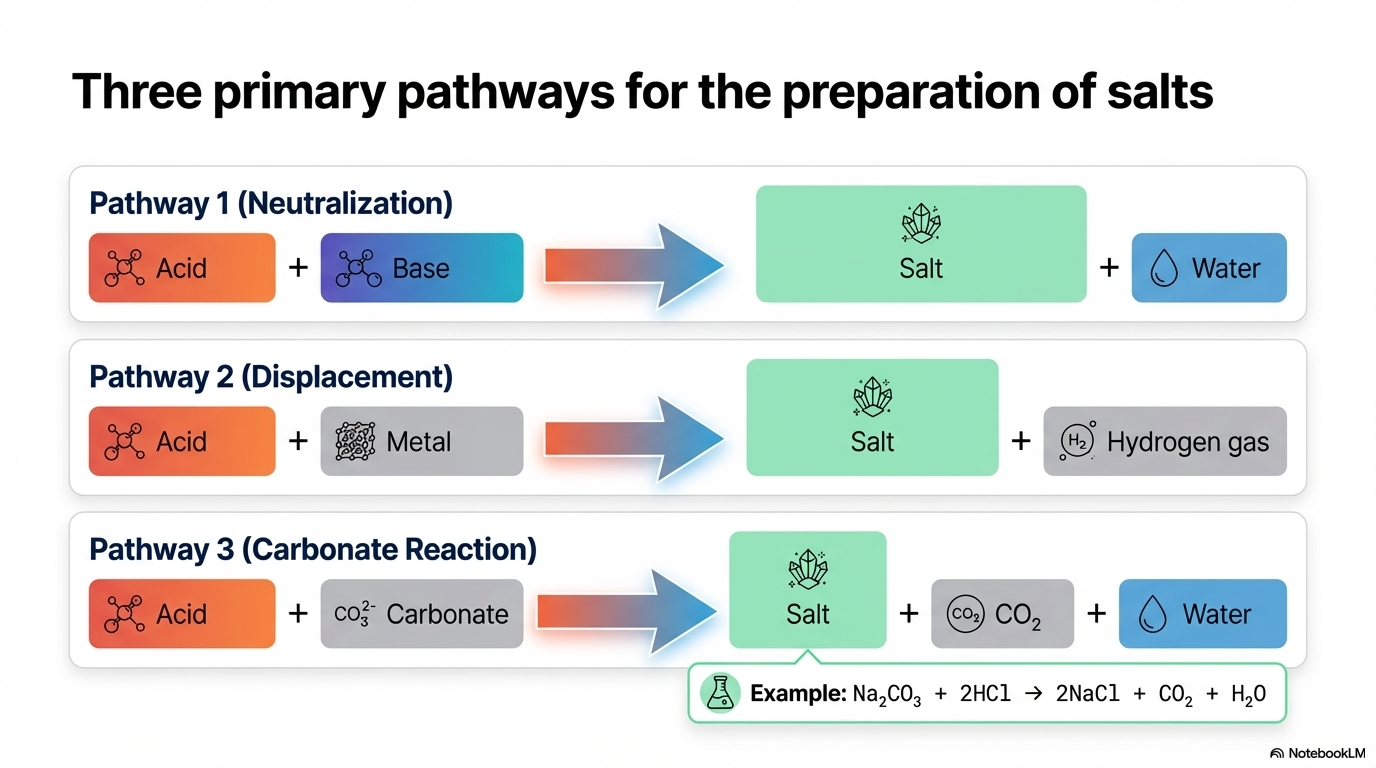 Three primary pathways for the preparation of salts
Pathway 1 (Neutralization)
Acid + Base Salt + Water
Pathway 2 (Displacement)
Acid + Metal Salt + H₂ Hydrogen gas
Pathway 3 (Carbonate Reaction)
Acid + CO₃²⁻ Carbonate Salt + CO₂ CO₂ + Water
Example: Na₂CO₃ + 2HCl → 2NaCl + CO₂ + H₂O
NotebookLM